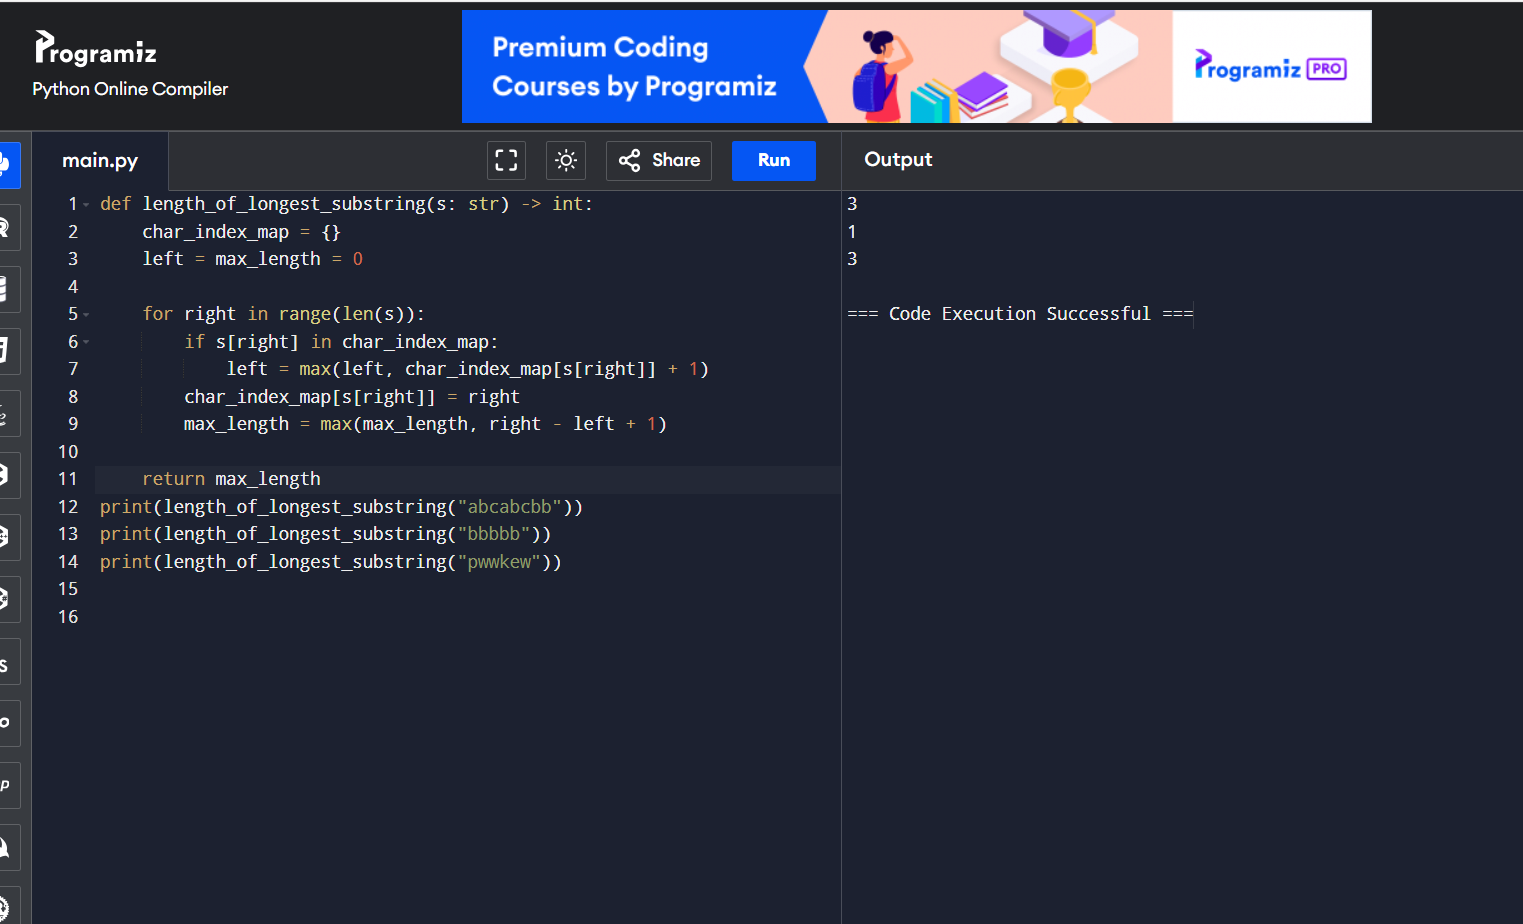 Programiz
Python Online Compiler
Premium Coding
Courses by Programiz
Programiz PRO
main.py
Share
Run
Output
1 def length_of_longest_substring(s: str) -> int:
2     char_index_map = {}
3     left = max_length = 0
4
5     for right in range(len(s)):
6         if s[right] in char_index_map:
7             left = max(left, char_index_map[s[right]] + 1)
8         char_index_map[s[right]] = right
9         max_length = max(max_length, right - left + 1)
10
11     return max_length
12 print(length_of_longest_substring("abcabcbb"))
13 print(length_of_longest_substring("bbbbb"))
14 print(length_of_longest_substring("pwwkew"))
15
16
3
1
3
=== Code Execution Successful ===